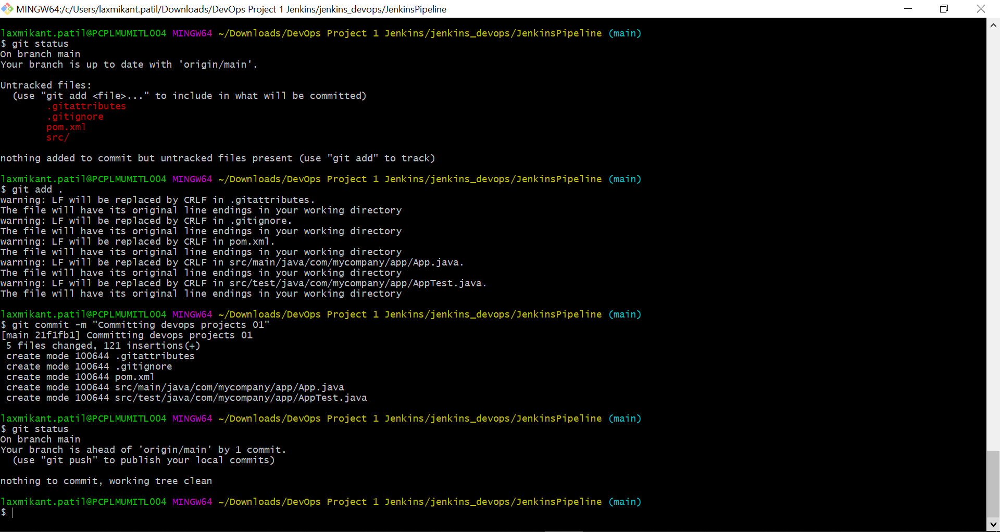 MINGW64:/c/Users/laxmikant.patil/Downloads/DevOps Project 1 Jenkins/jenkins_devops/JenkinsPipeline
laxmikant.patil@PCPLMUMITL004 MINGW64 ~/Downloads/DevOps Project 1 Jenkins/jenkins_devops/JenkinsPipeline (main)
$ git status
On branch main
Your branch is up to date with 'origin/main'.
Untracked files:
  (use "git add <file>..." to include in what will be committed)
        .gitattributes
        .gitignore
        pom.xml
        src/
nothing added to commit but untracked files present (use "git add" to track)
laxmikant.patil@PCPLMUMITL004 MINGW64 ~/Downloads/DevOps Project 1 Jenkins/jenkins_devops/JenkinsPipeline (main)
$ git add .
warning: LF will be replaced by CRLF in .gitattributes.
The file will have its original line endings in your working directory
warning: LF will be replaced by CRLF in .gitignore.
The file will have its original line endings in your working directory
warning: LF will be replaced by CRLF in pom.xml.
The file will have its original line endings in your working directory
warning: LF will be replaced by CRLF in src/main/java/com/mycompany/app/App.java.
The file will have its original line endings in your working directory
warning: LF will be replaced by CRLF in src/test/java/com/mycompany/app/AppTest.java.
The file will have its original line endings in your working directory
laxmikant.patil@PCPLMUMITL004 MINGW64 ~/Downloads/DevOps Project 1 Jenkins/jenkins_devops/JenkinsPipeline (main)
$ git commit -m "Committing devops projects 01"
[main 21f1fb1] Committing devops projects 01
 5 files changed, 121 insertions(+)
 create mode 100644 .gitattributes
 create mode 100644 .gitignore
 create mode 100644 pom.xml
 create mode 100644 src/main/java/com/mycompany/app/App.java
 create mode 100644 src/test/java/com/mycompany/app/AppTest.java
laxmikant.patil@PCPLMUMITL004 MINGW64 ~/Downloads/DevOps Project 1 Jenkins/jenkins_devops/JenkinsPipeline (main)
$ git status
On branch main
Your branch is ahead of 'origin/main' by 1 commit.
  (use "git push" to publish your local commits)
nothing to commit, working tree clean
laxmikant.patil@PCPLMUMITL004 MINGW64 ~/Downloads/DevOps Project 1 Jenkins/jenkins_devops/JenkinsPipeline (main)
$